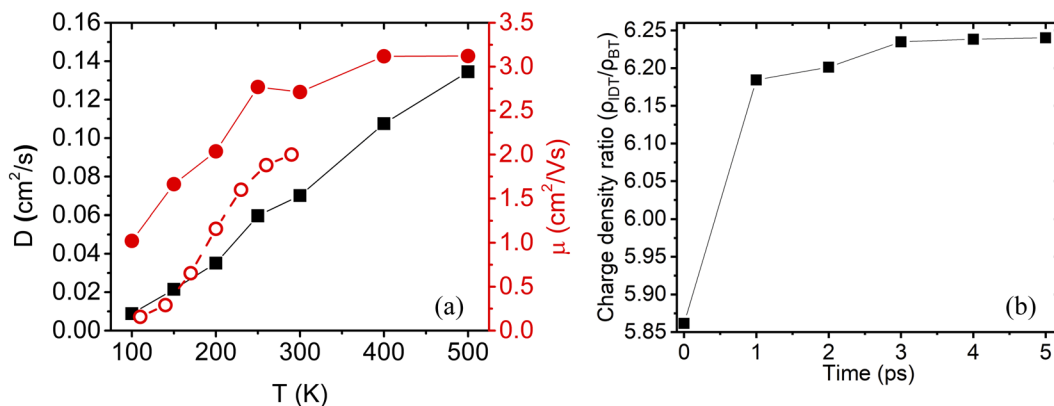 0.16
0.14
0.12
0.10
0.08
0.06
0.04
0.02
0.00
D (cm²/s)
3.5
3.0
2.5
2.0
1.5
1.0
0.5
0.0
μ (cm²/Vs)
100 200 300 400 500
T (K)
(a)
6.25
6.20
6.15
6.10
6.05
6.00
5.95
5.90
5.85
Charge density ratio (ρIDT/ρBT)
0 1 2 3 4 5
Time (ps)
(b)